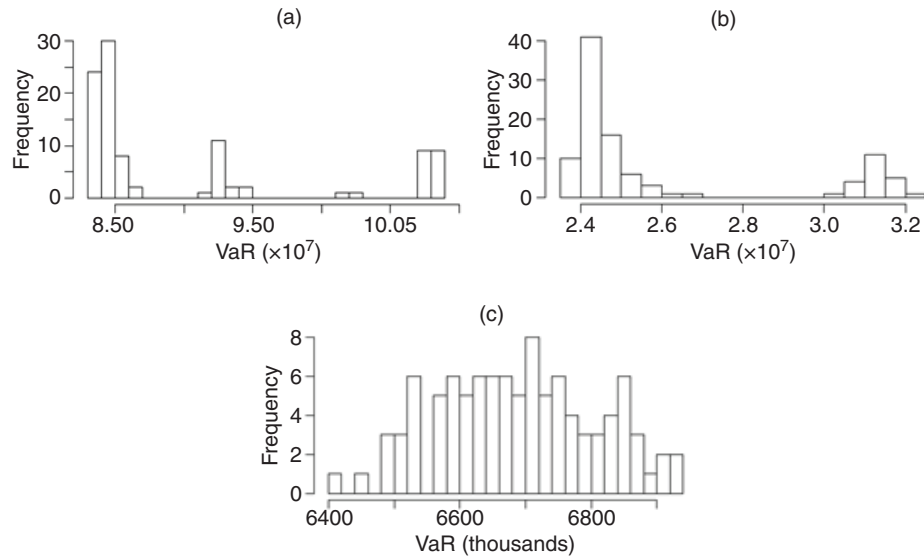 (a)
Frequency
30
20
10
0
8.50 9.50 10.05
VaR (×10⁷)
(b)
Frequency
40
30
20
10
0
2.4 2.6 2.8 3.0 3.2
VaR (×10⁷)
(c)
Frequency
8
6
4
2
0
6400 6600 6800
VaR (thousands)